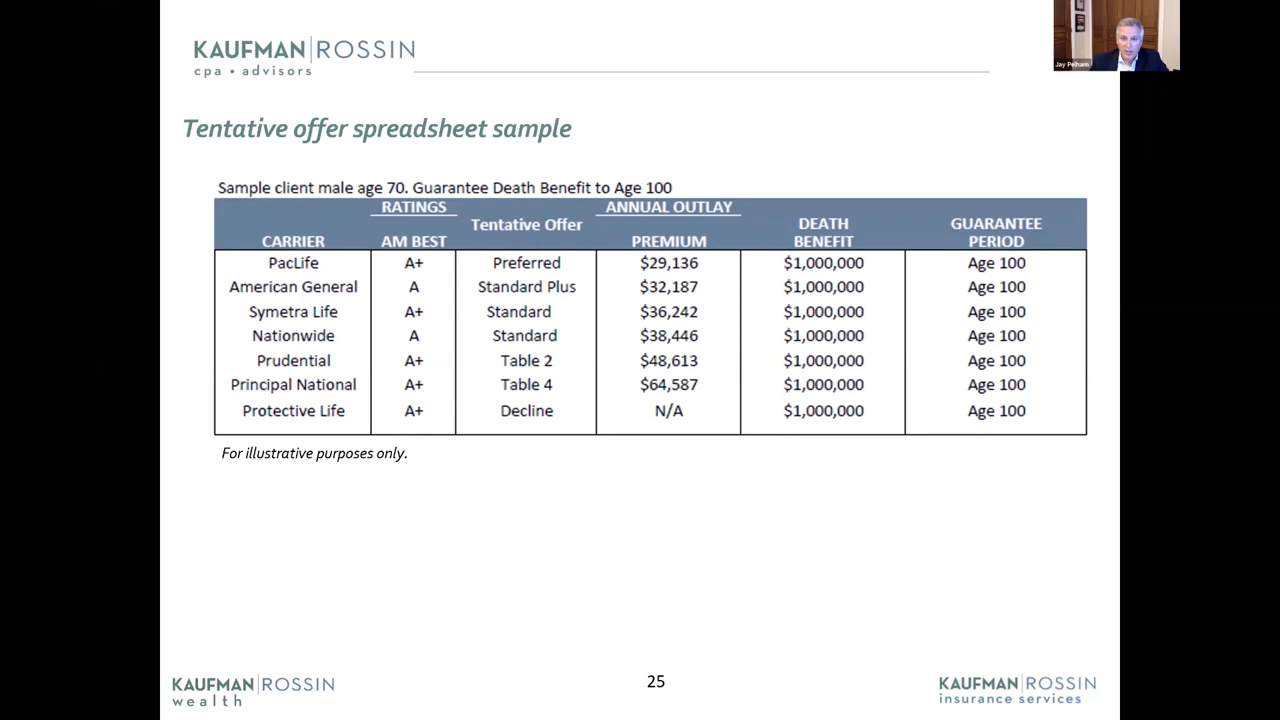 KAUFMAN|ROSSIN
cpa • advisors
Jay Pelham
Tentative offer spreadsheet sample
Sample client male age 70. Guarantee Death Benefit to Age 100
RATINGS ANNUAL OUTLAY
Tentative Offer DEATH GUARANTEE
CARRIER AM BEST PREMIUM BENEFIT PERIOD
PacLife A+ Preferred $29,136 $1,000,000 Age 100
American General A Standard Plus $32,187 $1,000,000 Age 100
Symetra Life A+ Standard $36,242 $1,000,000 Age 100
Nationwide A Standard $38,446 $1,000,000 Age 100
Prudential A+ Table 2 $48,613 $1,000,000 Age 100
Principal National A+ Table 4 $64,587 $1,000,000 Age 100
Protective Life A+ Decline N/A $1,000,000 Age 100
For illustrative purposes only.
KAUFMAN|ROSSIN
wealth
25
KAUFMAN|ROSSIN
insurance services